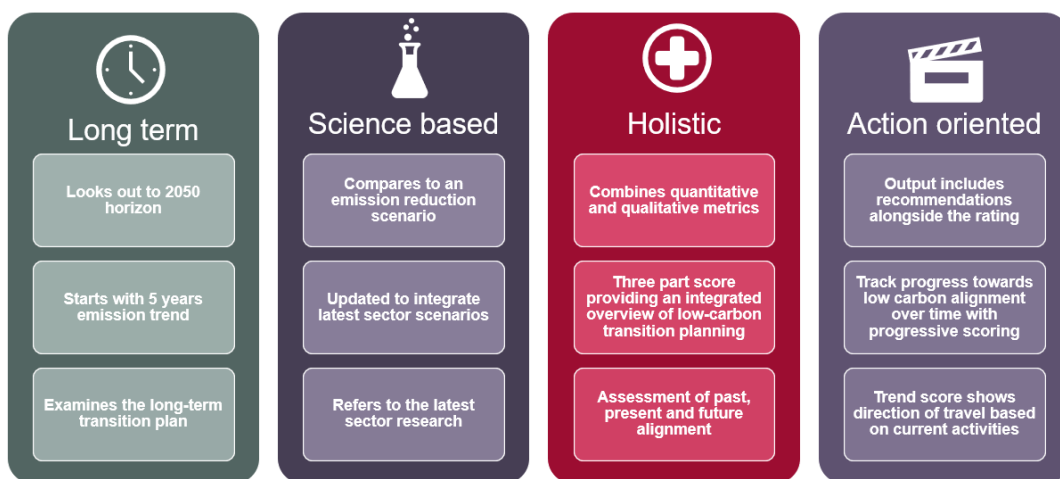 Long term
Looks out to 2050
horizon
Starts with 5 years
emission trend
Examines the long-term
transition plan
Science based
Compares to an
emission reduction
scenario
Updated to integrate
latest sector scenarios
Refers to the latest
sector research
Holistic
Combines quantitative
and qualitative metrics
Three part score
providing an integrated
overview of low-carbon
transition planning
Assessment of past,
present and future
alignment
Action oriented
Output includes
recommendations
alongside the rating
Track progress towards
low carbon alignment
over time with
progressive scoring
Trend score shows
direction of travel based
on current activities